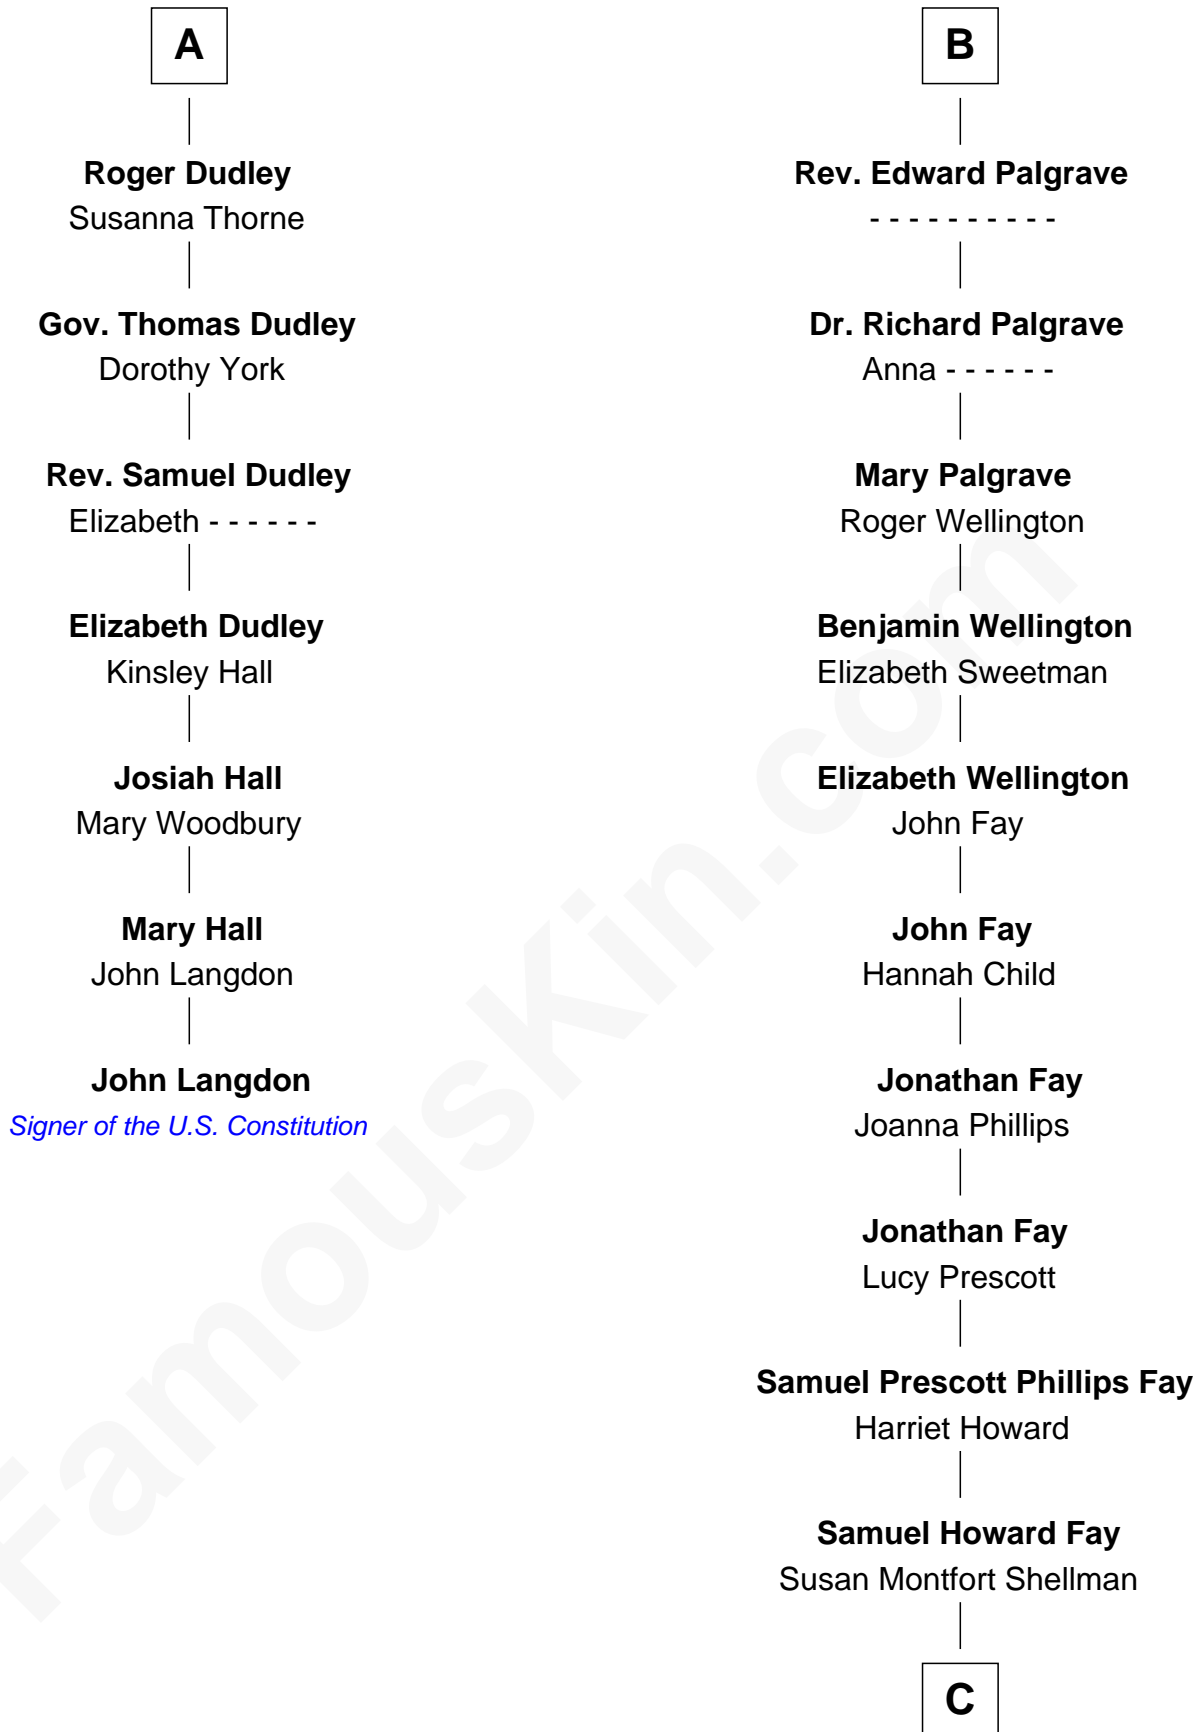 A
Roger Dudley
Susanna Thorne
Gov. Thomas Dudley
Dorothy York
Rev. Samuel Dudley
Elizabeth - - - - - -
Elizabeth Dudley
Kinsley Hall
Josiah Hall
Mary Woodbury
Mary Hall
John Langdon
John Langdon
Signer of the U.S. Constitution
B
Rev. Edward Palgrave
- - - - - - - - - -
Dr. Richard Palgrave
Anna - - - - - -
Mary Palgrave
Roger Wellington
Benjamin Wellington
Elizabeth Sweetman
Elizabeth Wellington
John Fay
John Fay
Hannah Child
Jonathan Fay
Joanna Phillips
Jonathan Fay
Lucy Prescott
Samuel Prescott Phillips Fay
Harriet Howard
Samuel Howard Fay
Susan Montfort Shellman
C
FamousKin.com